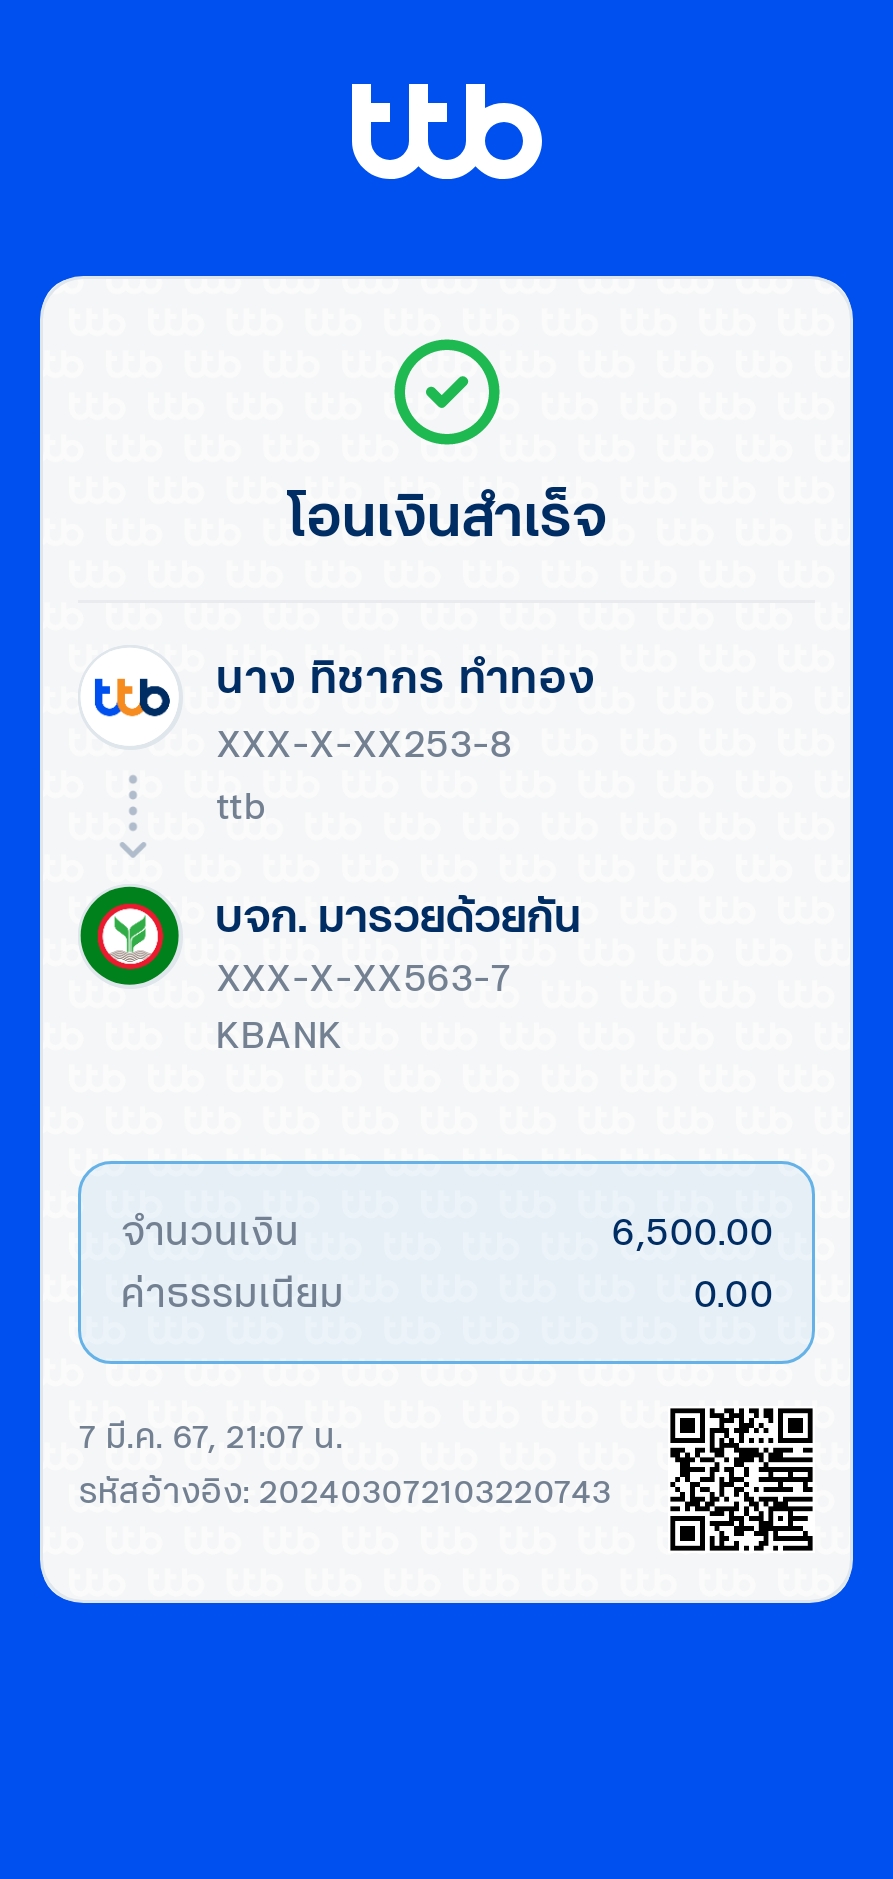 ttb
โอนเงินสำเร็จ
ttb
นาง ทิชากร ทำทอง
XXX-X-XX253-8
ttb
บจก. มารวยด้วยกัน
XXX-X-XX563-7
KBANK
จำนวนเงิน 6,500.00
ค่าธรรมเนียม 0.00
7 มี.ค. 67, 21:07 น.
รหัสอ้างอิง: 202403072103220743